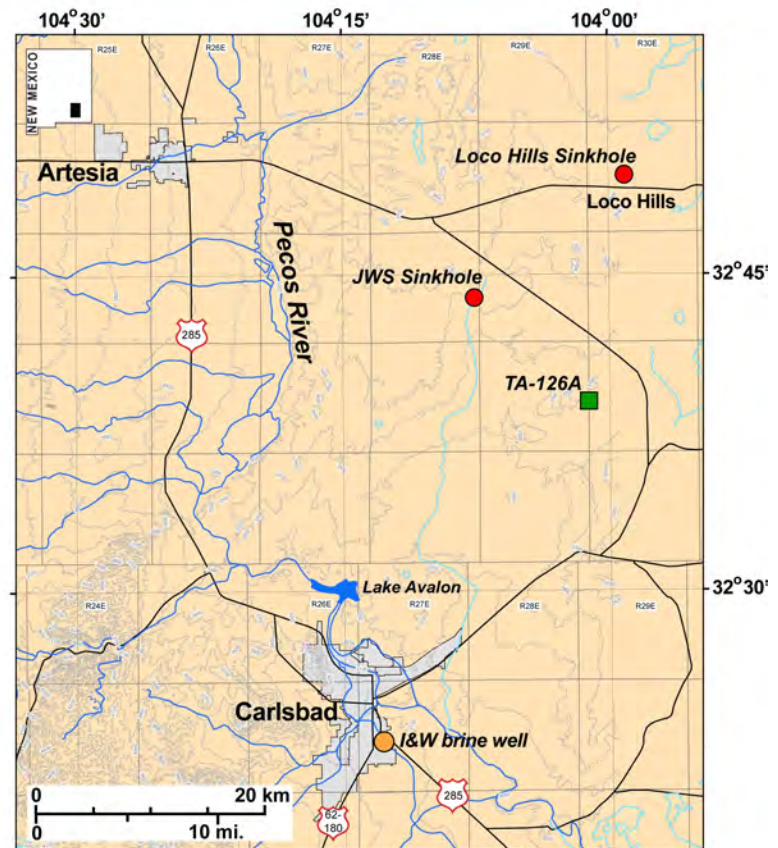 104°30'
104°15'
104°00'
R25E
R26E
R27E
R28E
R29E
R30E
NEW MEXICO
Artesia
Loco Hills Sinkhole
Loco Hills
Pecos River
JWS Sinkhole
32°45'
285
TA-126A
Lake Avalon
32°30'
R24E
R26E
R27E
R28E
R29E
Carlsbad
I&W brine well
0
20 km
0
10 mi.
62-
180
285